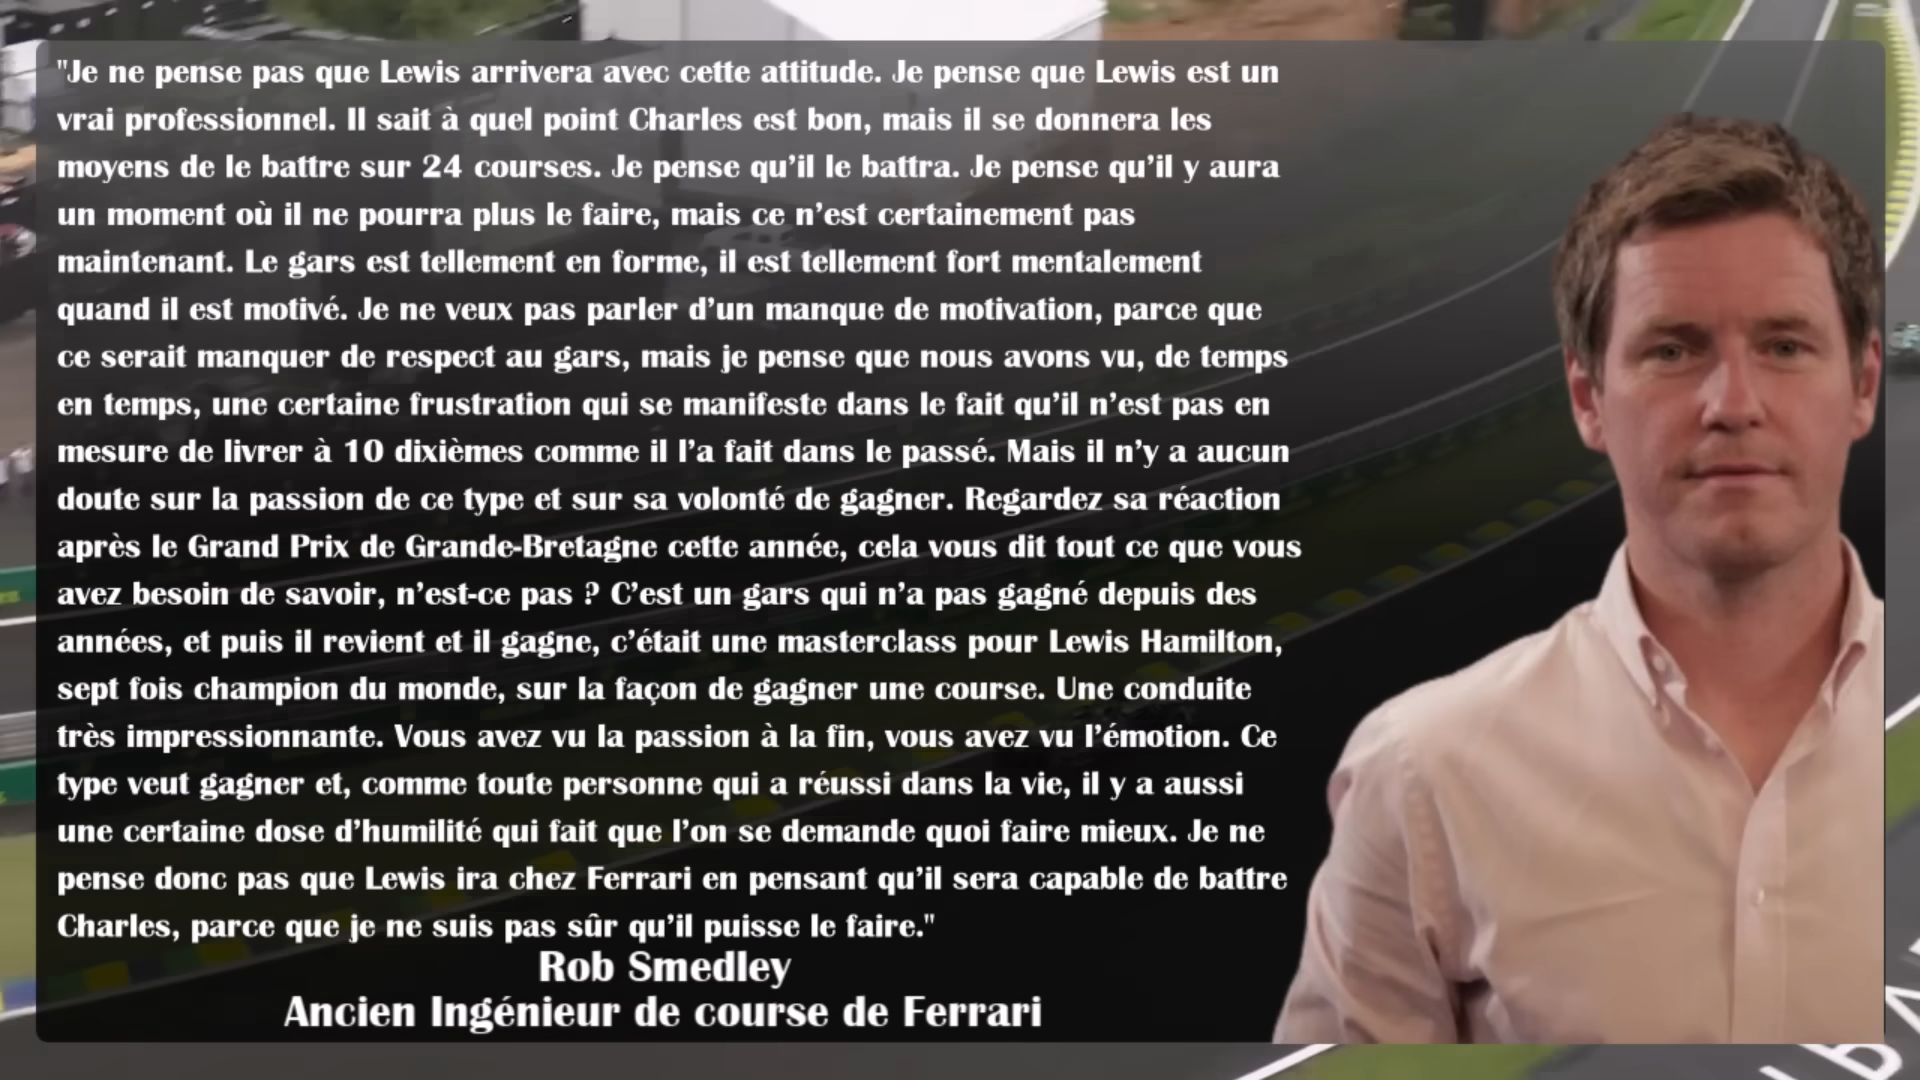 "Je ne pense pas que Lewis arrivera avec cette attitude. Je pense que Lewis est un
vrai professionnel. Il sait à quel point Charles est bon, mais il se donnera les
moyens de le battre sur 24 courses. Je pense qu’il le battra. Je pense qu’il y aura
un moment où il ne pourra plus le faire, mais ce n’est certainement pas
maintenant. Le gars est tellement en forme, il est tellement fort mentalement
quand il est motivé. Je ne veux pas parler d’un manque de motivation, parce que
ce serait manquer de respect au gars, mais je pense que nous avons vu, de temps
en temps, une certaine frustration qui se manifeste dans le fait qu’il n’est pas en
mesure de livrer à 10 dixièmes comme il l’a fait dans le passé. Mais il n’y a aucun
doute sur la passion de ce type et sur sa volonté de gagner. Regardez sa réaction
après le Grand Prix de Grande-Bretagne cette année, cela vous dit tout ce que vous
avez besoin de savoir, n’est-ce pas ? C’est un gars qui n’a pas gagné depuis des
années, et puis il revient et il gagne, c’était une masterclass pour Lewis Hamilton,
sept fois champion du monde, sur la façon de gagner une course. Une conduite
très impressionnante. Vous avez vu la passion à la fin, vous avez vu l’émotion. Ce
type veut gagner et, comme toute personne qui a réussi dans la vie, il y a aussi
une certaine dose d’humilité qui fait que l’on se demande quoi faire mieux. Je ne
pense donc pas que Lewis ira chez Ferrari en pensant qu’il sera capable de battre
Charles, parce que je ne suis pas sûr qu’il puisse le faire."
Rob Smedley
Ancien Ingénieur de course de Ferrari